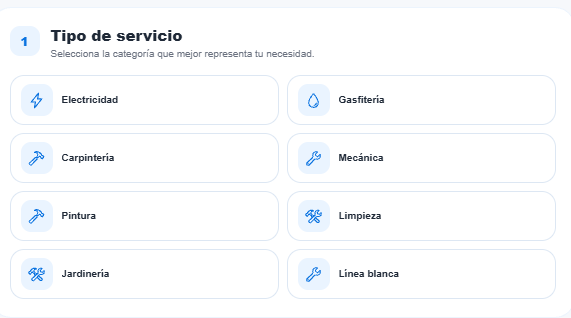 1
Tipo de servicio
Selecciona la categoría que mejor representa tu necesidad.
Electricidad
Gasfitería
Carpintería
Mecánica
Pintura
Limpieza
Jardinería
Línea blanca